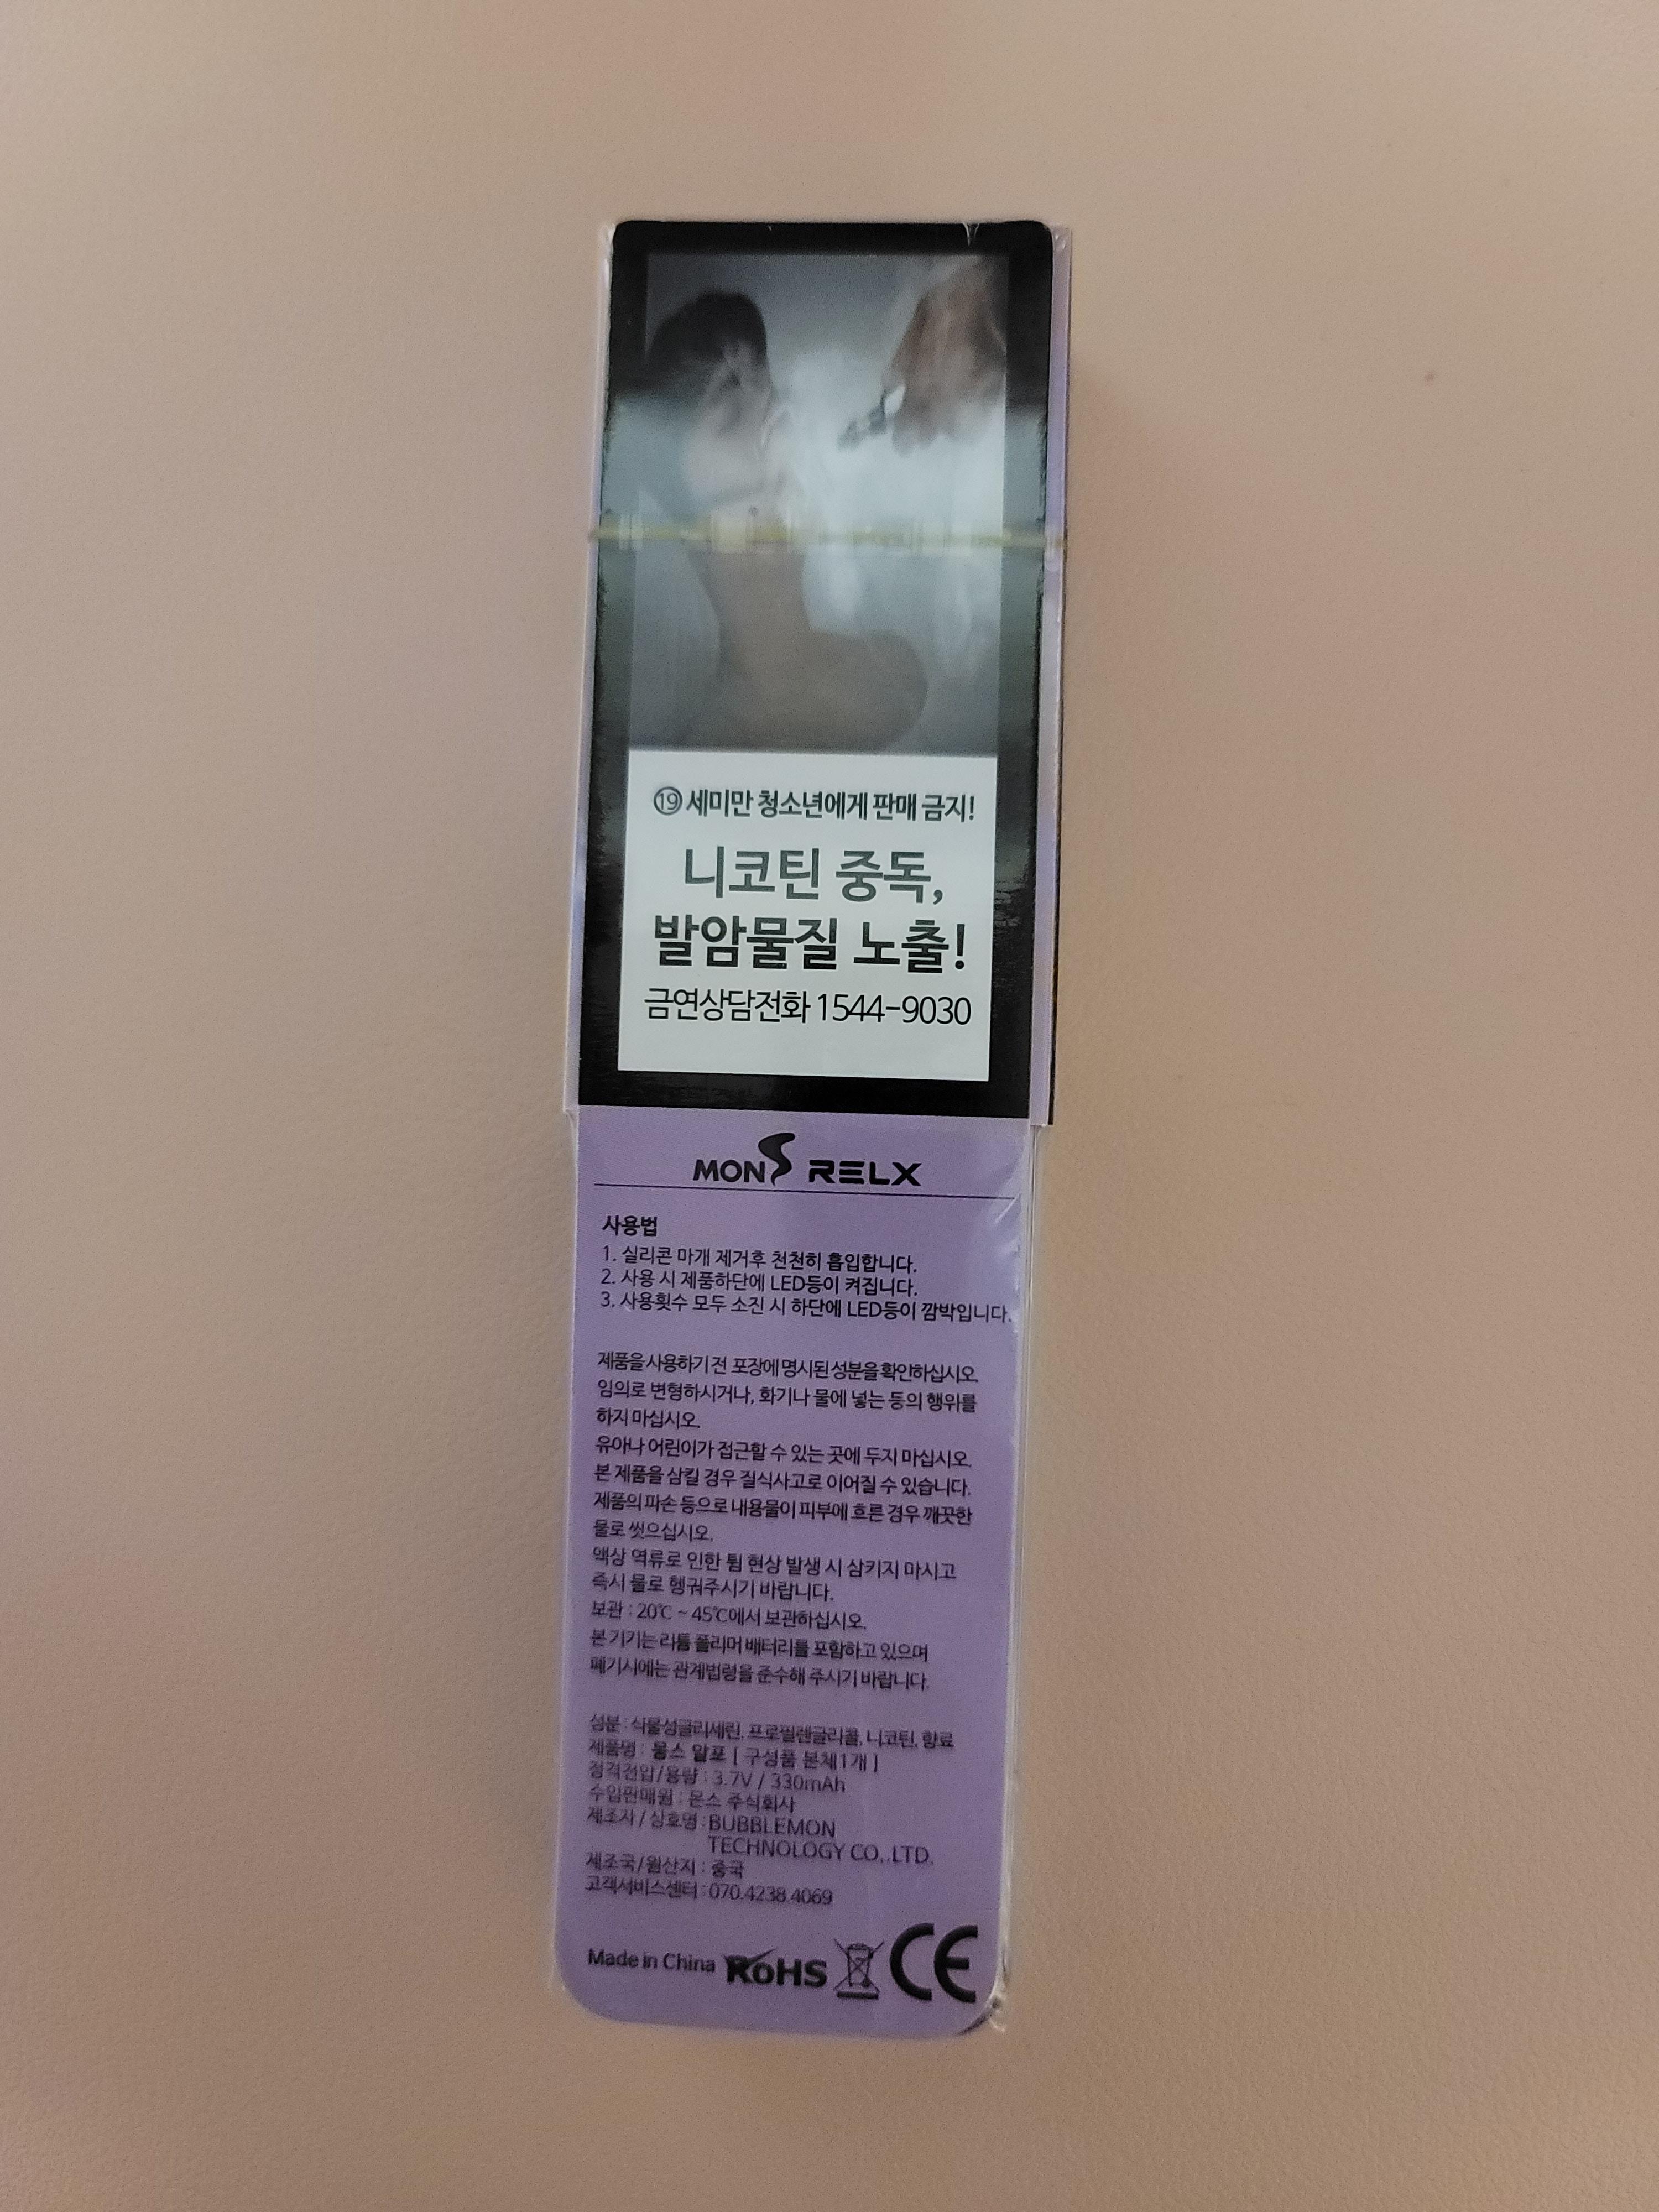 ⑲세미만 청소년에게 판매 금지!
니코틴 중독,
발암물질 노출!
금연상담전화 1544-9030
MONS RELX
사용법
1. 실리콘 마개 제거후 천천히 흡입합니다.
2. 사용 시 제품하단에 LED등이 켜집니다.
3. 사용횟수 모두 소진 시 하단에 LED등이 깜박입니다.
제품을 사용하기 전 포장에 명시된 성분을 확인하십시오.
임의로 변형하시거나, 화기나 물에 넣는 등의 행위를
하지 마십시오.
유아나 어린이가 접근할 수 있는 곳에 두지 마십시오.
본 제품을 삼킬 경우 질식사고로 이어질 수 있습니다.
제품의 파손 등으로 내용물이 피부에 흐른 경우 깨끗한
물로 씻으십시오.
액상 역류로 인한 튐 현상 발생 시 삼키지 마시고
즉시 물로 헹궈주시기 바랍니다.
보관 : 20℃ ~ 45℃에서 보관하십시오.
본 기기는 리튬 폴리머 배터리를 포함하고 있으며
폐기시에는 관계법령을 준수해 주시기 바랍니다.
성분 : 식물성글리세린, 프로필렌글리콜, 니코틴, 향료
제품명 : 몽스 알포 [ 구성품 본체1개 ]
정격전압/용량 : 3.7V / 330mAh
수입판매원 : 몬스 주식회사
제조자 / 상호명 : BUBBLEMON
TECHNOLOGY CO,.LTD.
제조국/원산지 : 중국
고객서비스센터 : 070.4238.4069
Made in China RoHS CE